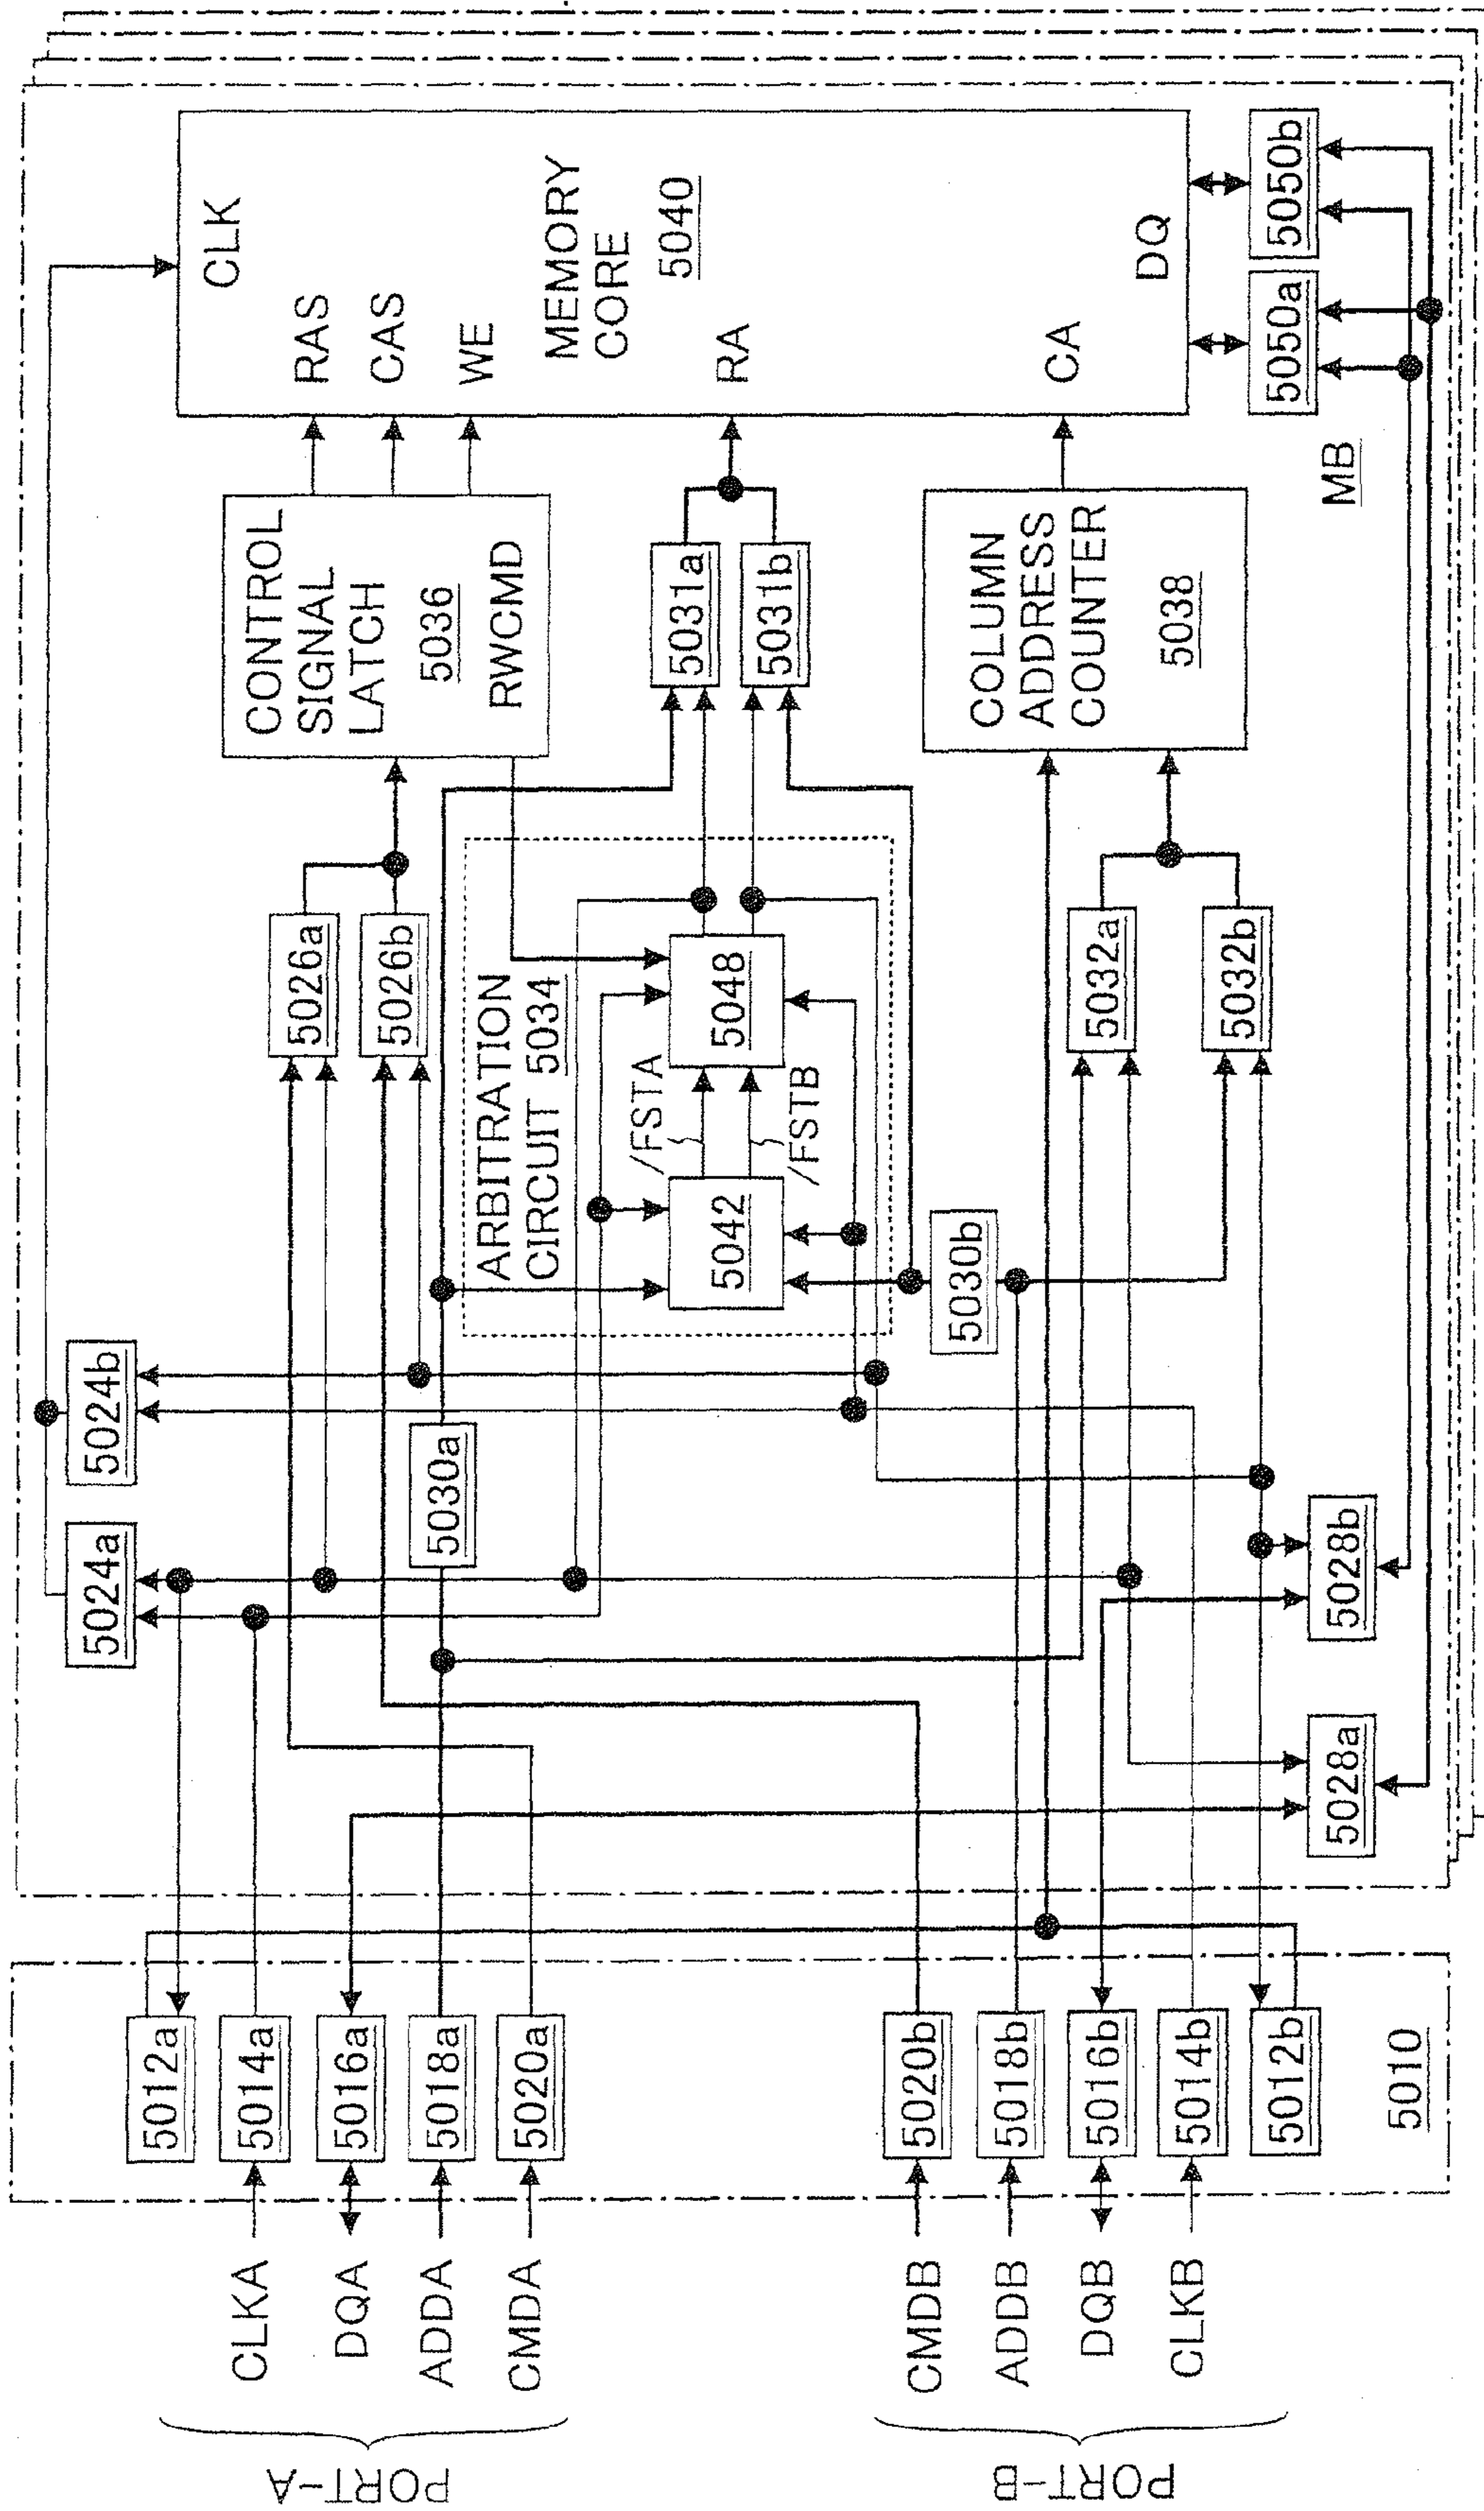 PORT-A
CLKA
DQA
ADDA
CMDA
PORT-B
CMDB
ADDB
DQB
CLKB
5012a
5014a
5016a
5018a
5020a
5020b
5018b
5016b
5014b
5012b
5010
5024a
5024b
5030a
5028a
5028b
5030b
ARBITRATION
CIRCUIT 5034
5042
/FSTA
/FSTB
5048
5026a
5026b
5032a
5032b
CONTROL
SIGNAL
LATCH
5036
RWCMD
5031a
5031b
COLUMN
ADDRESS
COUNTER
5038
CLK
RAS
CAS
WE
MEMORY
CORE
5040
RA
CA
DQ
5050a
5050b
MB